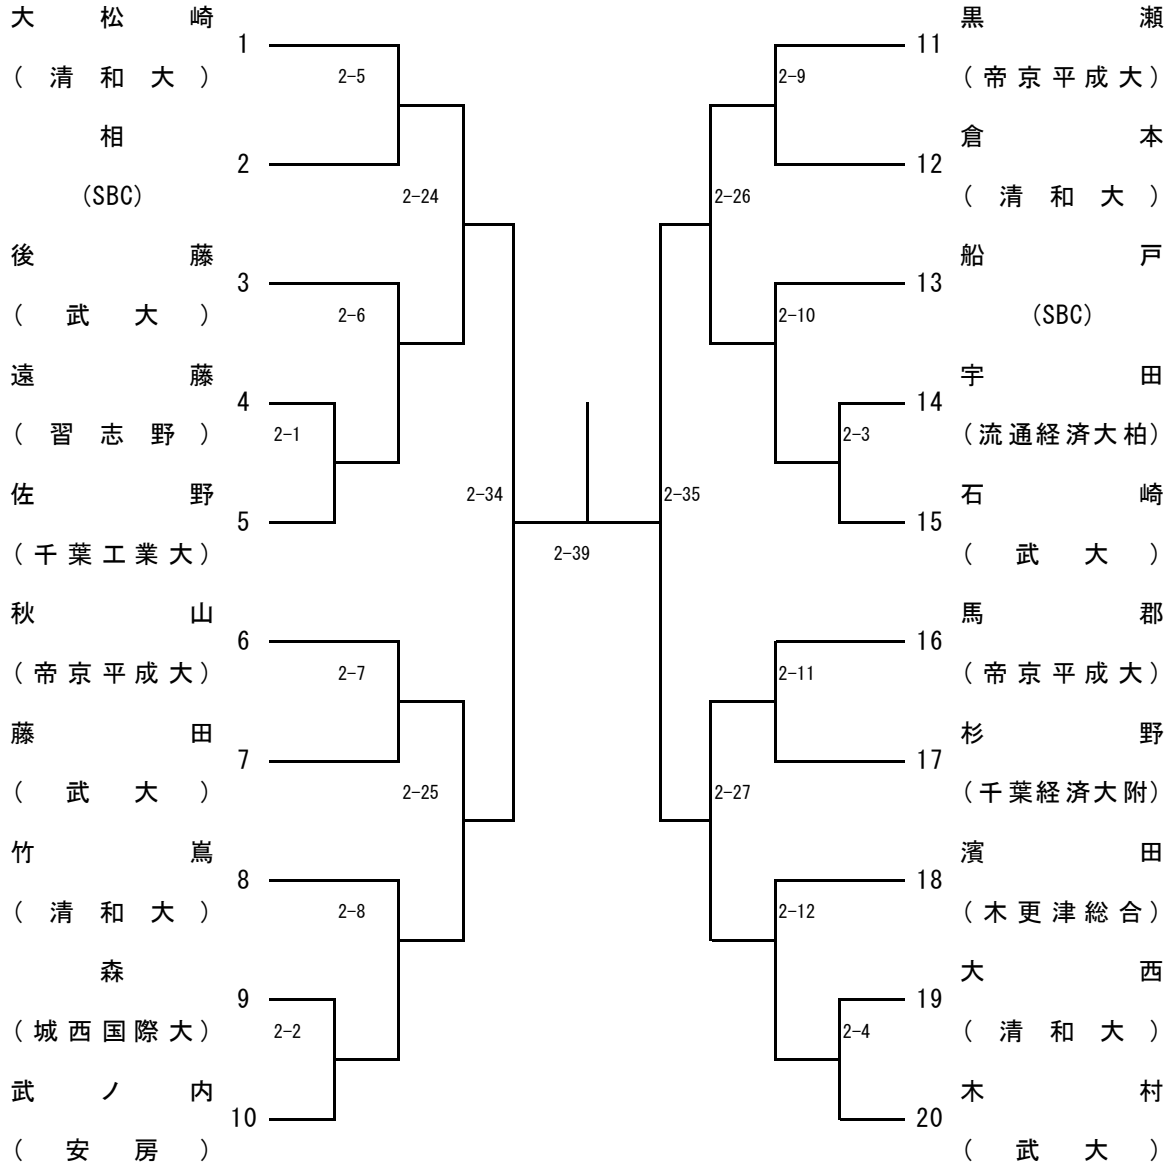 大松崎
1
(清和大)
2-5
相
2
(SBC)
2-24
後藤
3
(武大)
2-6
遠藤
4
(習志野)
2-1
佐野
5
(千葉工業大)
2-34
秋山
6
(帝京平成大)
2-7
藤田
7
(武大)
2-25
竹嶌
8
(清和大)
2-8
森
9
(城西国際大)
2-2
武ノ内
10
(安房)
2-39
黒瀬
11
(帝京平成大)
2-9
倉本
12
(清和大)
2-26
船戸
13
(SBC)
2-10
宇田
14
(流通経済大柏)
2-3
石崎
15
(武大)
2-35
馬郡
16
(帝京平成大)
2-11
杉野
17
(千葉経済大附)
2-27
濱田
18
(木更津総合)
2-12
大西
19
(清和大)
2-4
木村
20
(武大)